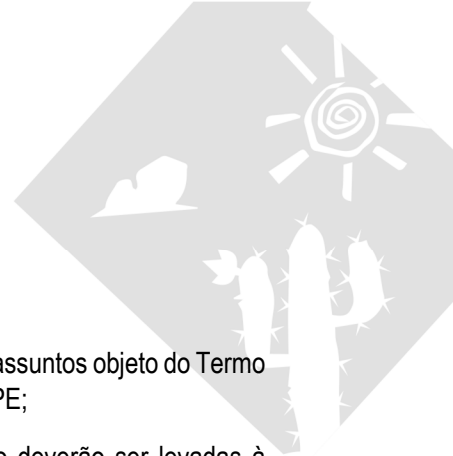 assuntos objeto do Termo
PE;
deverão ser levadas à